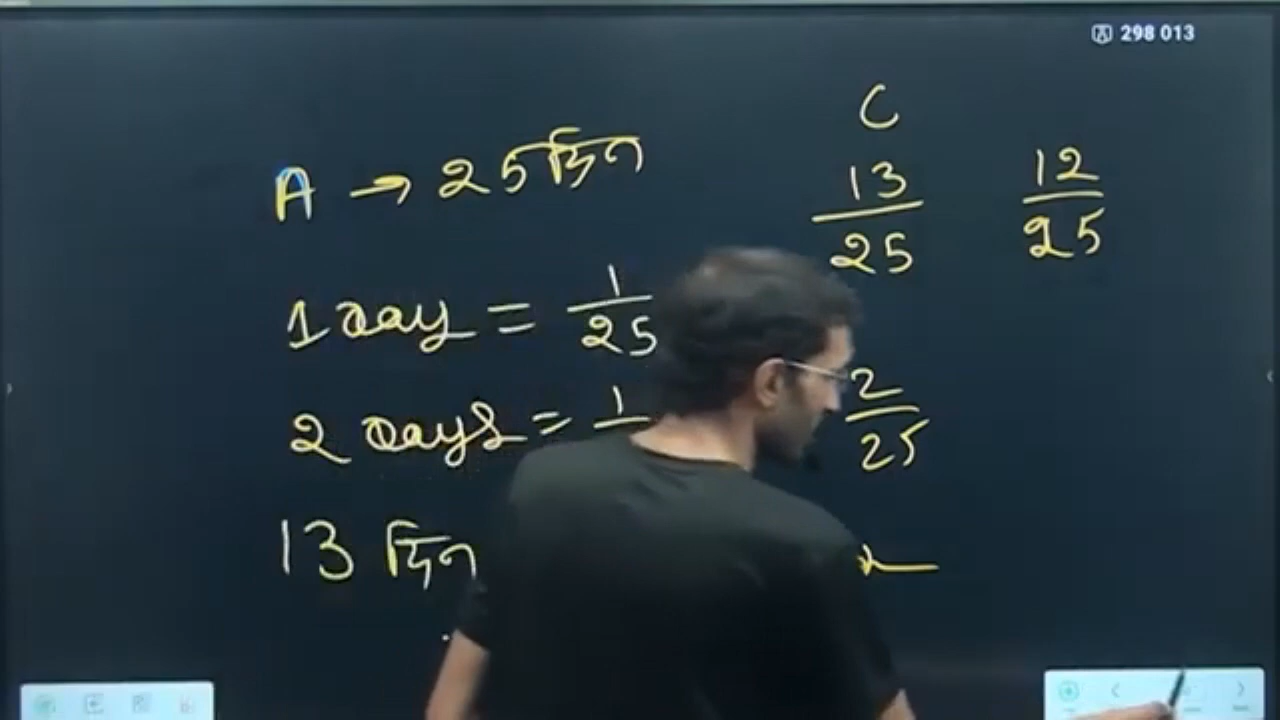 298 013
C
A → 25 दिन
13/25 12/25
1 day = 1/25
2 days = 1 2/25
13 दिन